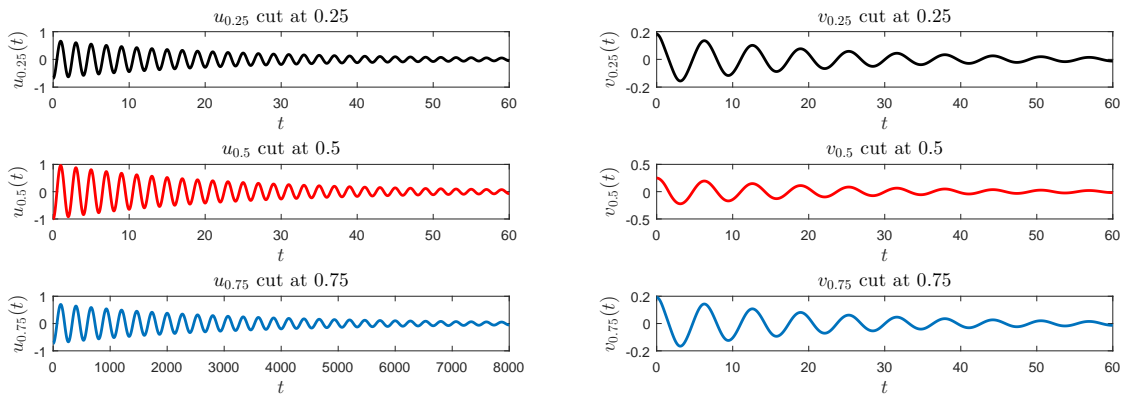 u₀.₂₅ cut at 0.25
u₀.₂₅(t)
1
0
-1
0 10 20 30 40 50 60
t
v₀.₂₅ cut at 0.25
v₀.₂₅(t)
0.2
0
-0.2
0 10 20 30 40 50 60
t
u₀.₅ cut at 0.5
u₀.₅(t)
1
0
-1
0 10 20 30 40 50 60
t
v₀.₅ cut at 0.5
v₀.₅(t)
0.5
0
-0.5
0 10 20 30 40 50 60
t
u₀.₇₅ cut at 0.75
u₀.₇₅(t)
1
0
-1
0 1000 2000 3000 4000 5000 6000 7000 8000
t
v₀.₇₅ cut at 0.75
v₀.₇₅(t)
0.2
0
-0.2
0 10 20 30 40 50 60
t